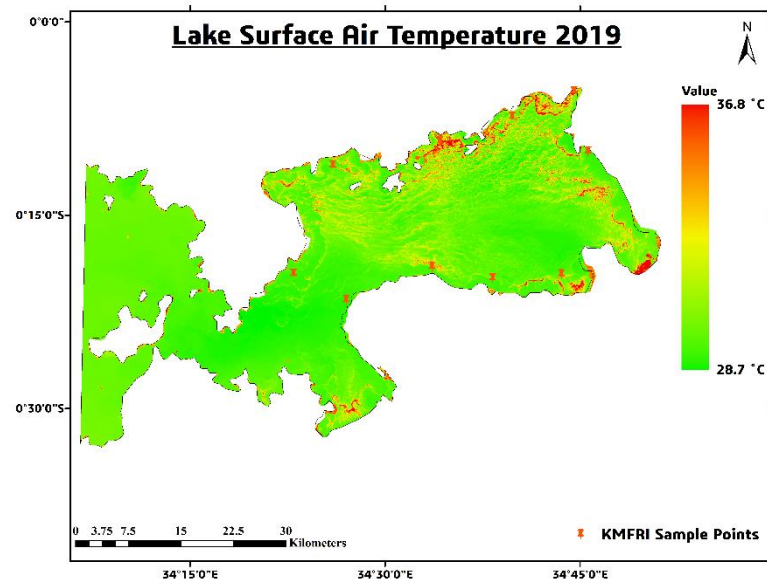 Lake Surface Air Temperature 2019
N
0°0'0"
0°15'0"S
0°30'0"S
Value
36.8 °C
28.7 °C
0 3.75 7.5 15 22.5 30
Kilometers
KMFRI Sample Points
34°15'0"E 34°30'0"E 34°45'0"E